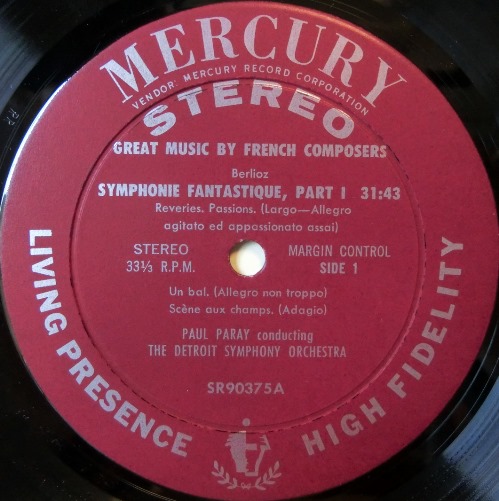 MERCURY
VENDOR: MERCURY RECORD CORPORATION
STEREO
GREAT MUSIC BY FRENCH COMPOSERS
Berlioz
SYMPHONIE FANTASTIQUE, PART I 31:43
Reveries. Passions. (Largo—Allegro
agitato ed appassionato assai)
STEREO
33⅓ R.P.M.
MARGIN CONTROL
SIDE 1
Un bal. (Allegro non troppo)
Scène aux champs. (Adagio)
PAUL PARAY conducting
THE DETROIT SYMPHONY ORCHESTRA
SR90375A
LIVING PRESENCE
HIGH FIDELITY